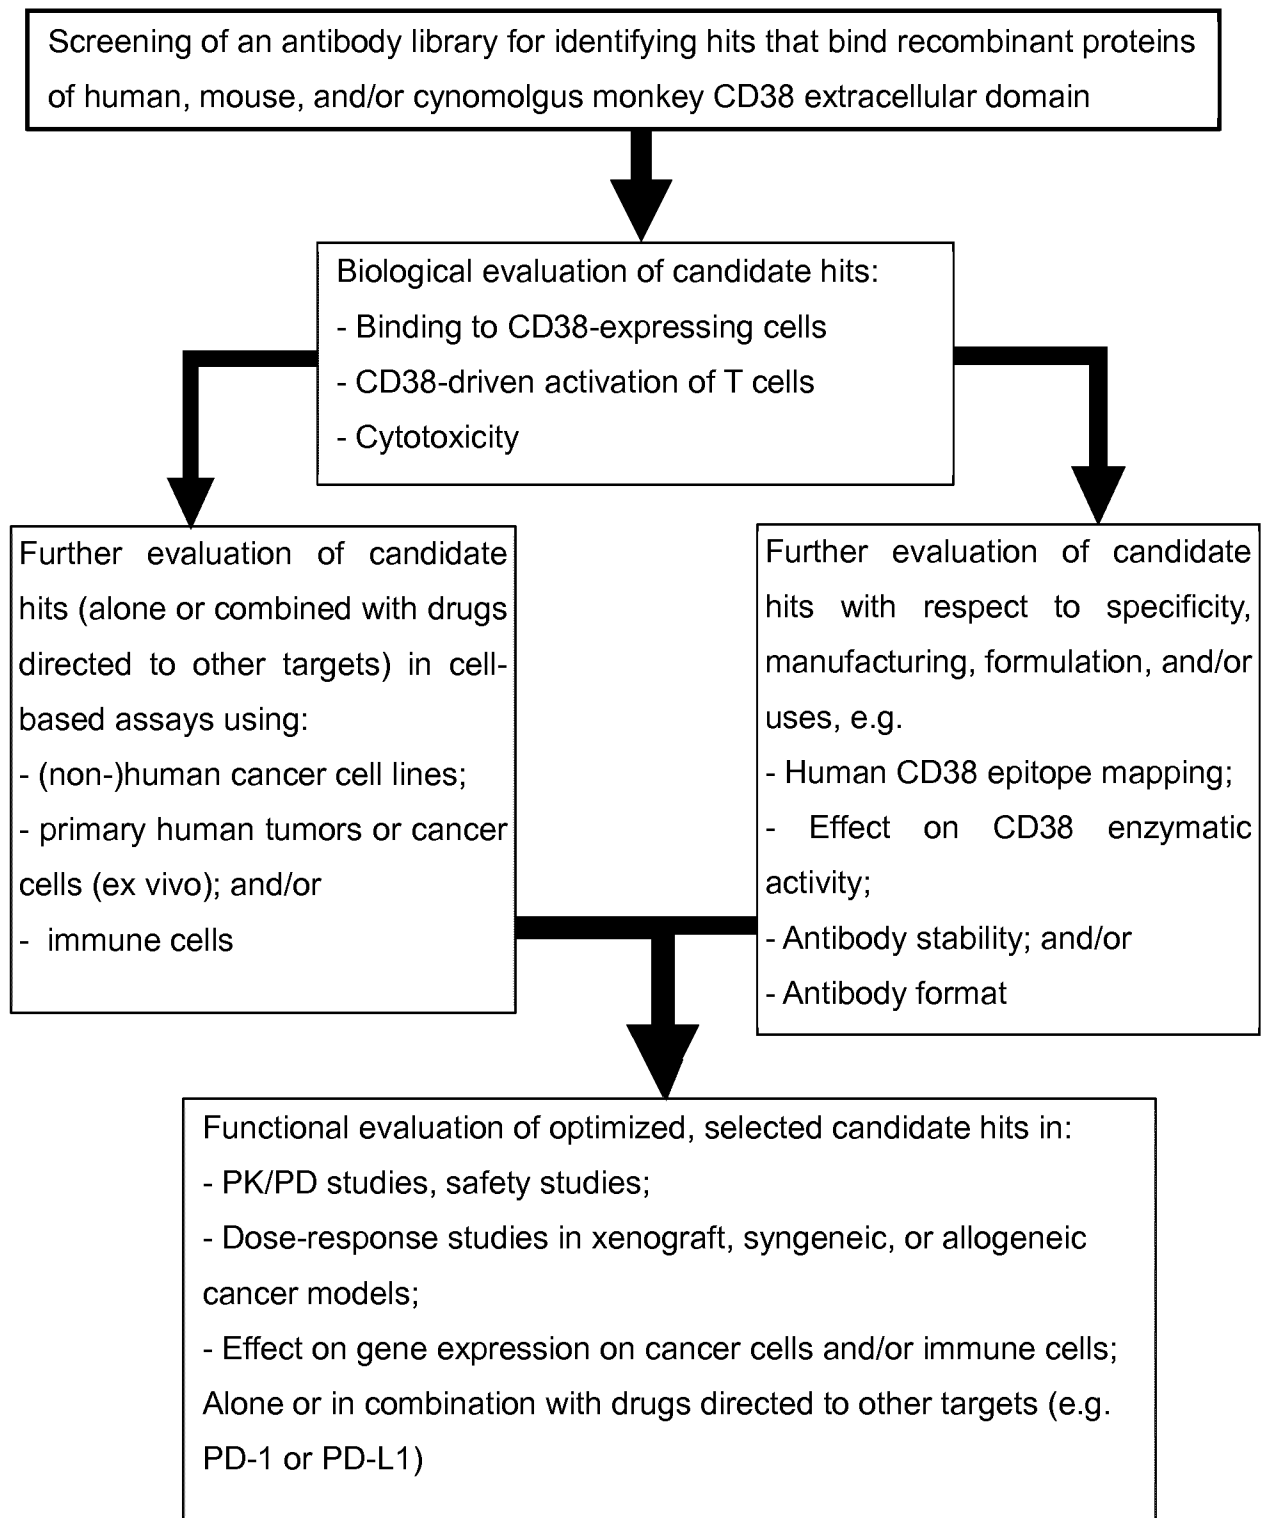 Screening of an antibody library for identifying hits that bind recombinant proteins
of human, mouse, and/or cynomolgus monkey CD38 extracellular domain
Biological evaluation of candidate hits:
- Binding to CD38-expressing cells
- CD38-driven activation of T cells
- Cytotoxicity
Further evaluation of candidate
hits (alone or combined with drugs
directed to other targets) in cell-
based assays using:
- (non-)human cancer cell lines;
- primary human tumors or cancer
cells (ex vivo); and/or
- immune cells
Further evaluation of candidate
hits with respect to specificity,
manufacturing, formulation, and/or
uses, e.g.
- Human CD38 epitope mapping;
- Effect on CD38 enzymatic
activity;
- Antibody stability; and/or
- Antibody format
Functional evaluation of optimized, selected candidate hits in:
- PK/PD studies, safety studies;
- Dose-response studies in xenograft, syngeneic, or allogeneic
cancer models;
- Effect on gene expression on cancer cells and/or immune cells;
Alone or in combination with drugs directed to other targets (e.g.
PD-1 or PD-L1)